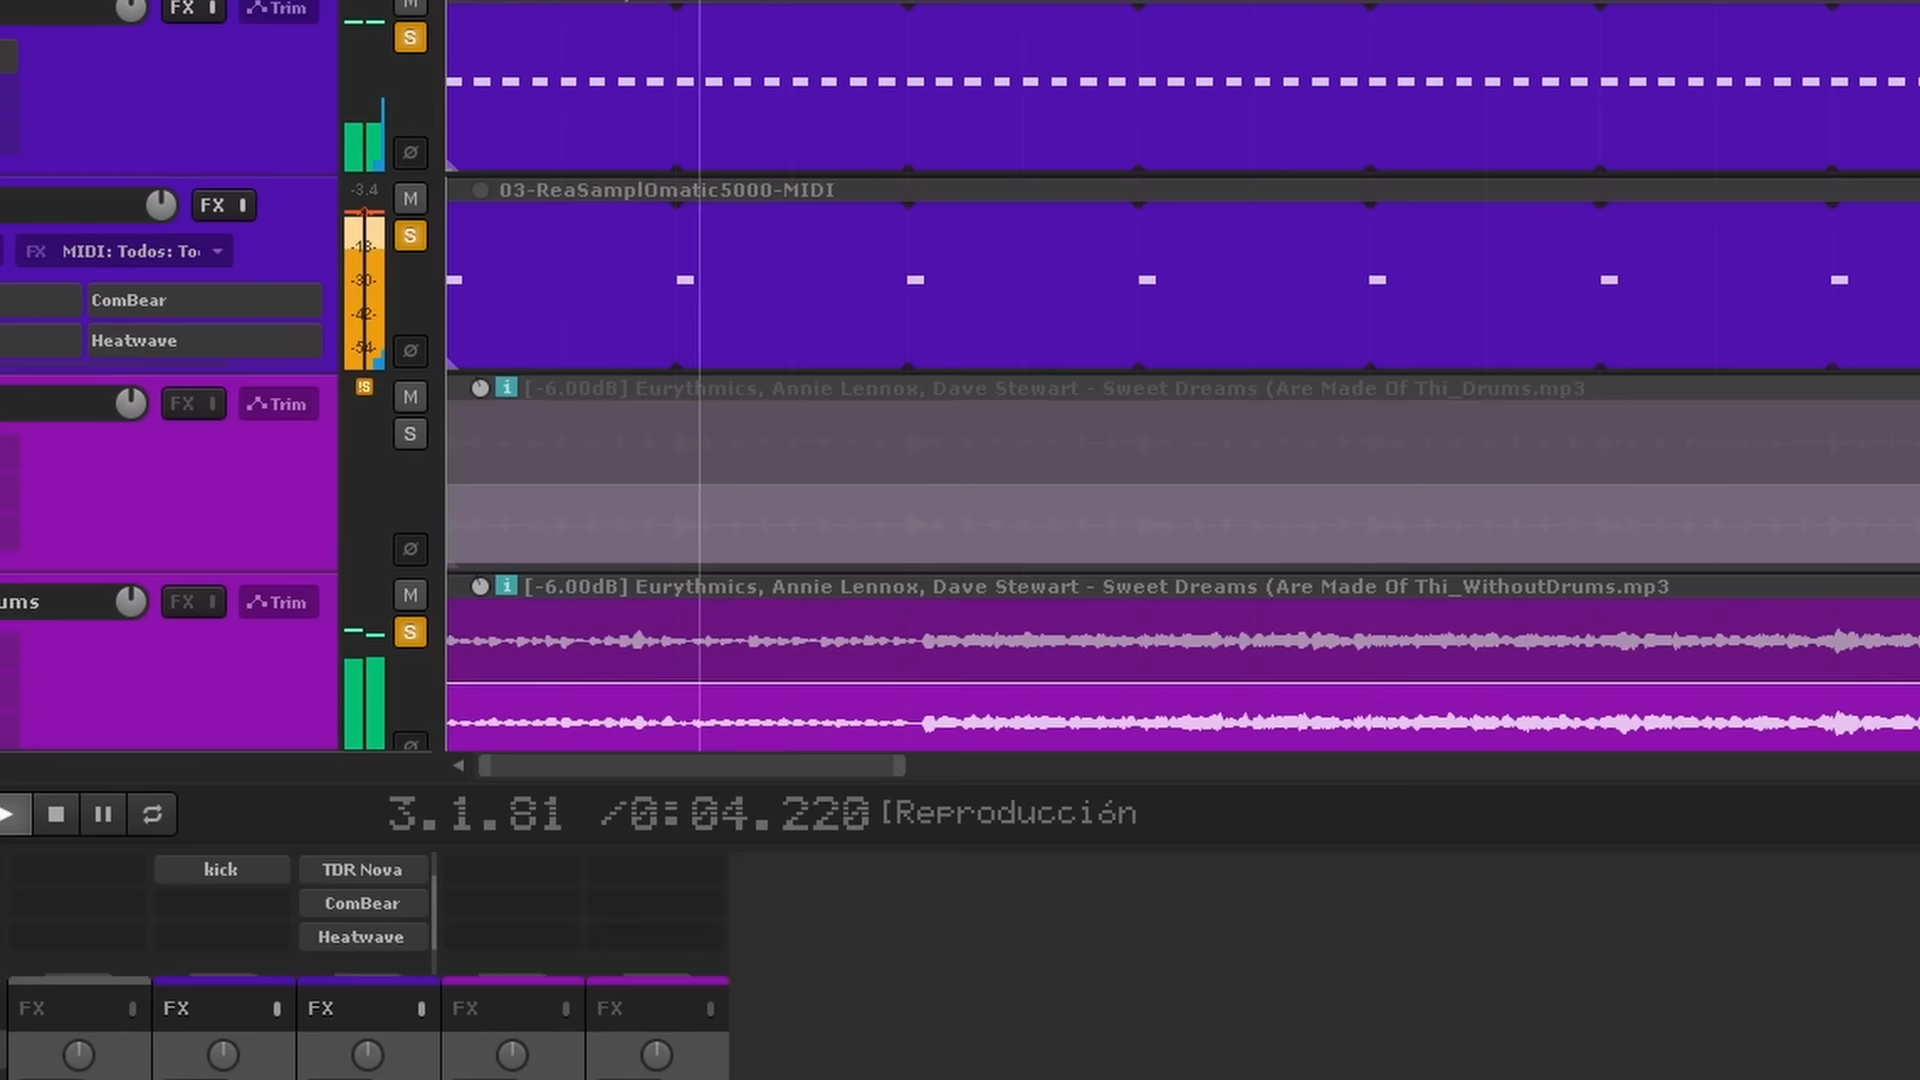 FX Trim M
S
Ø
03-ReaSamplOmatic5000-MIDI
-3.4 M
FX S
-18-
FX MIDI: Todos: To
-30-
ComBear
-42-
Heatwave
-54- Ø
!S M
i [-6.00dB] Eurythmics, Annie Lennox, Dave Stewart - Sweet Dreams (Are Made Of Thi_Drums.mp3
FX Trim
S
Ø
M
i [-6.00dB] Eurythmics, Annie Lennox, Dave Stewart - Sweet Dreams (Are Made Of Thi_WithoutDrums.mp3
ums FX Trim
S
Ø
3.1.81 /0:04.220 [Reproducción
kick TDR Nova
ComBear
Heatwave
FX FX FX FX FX